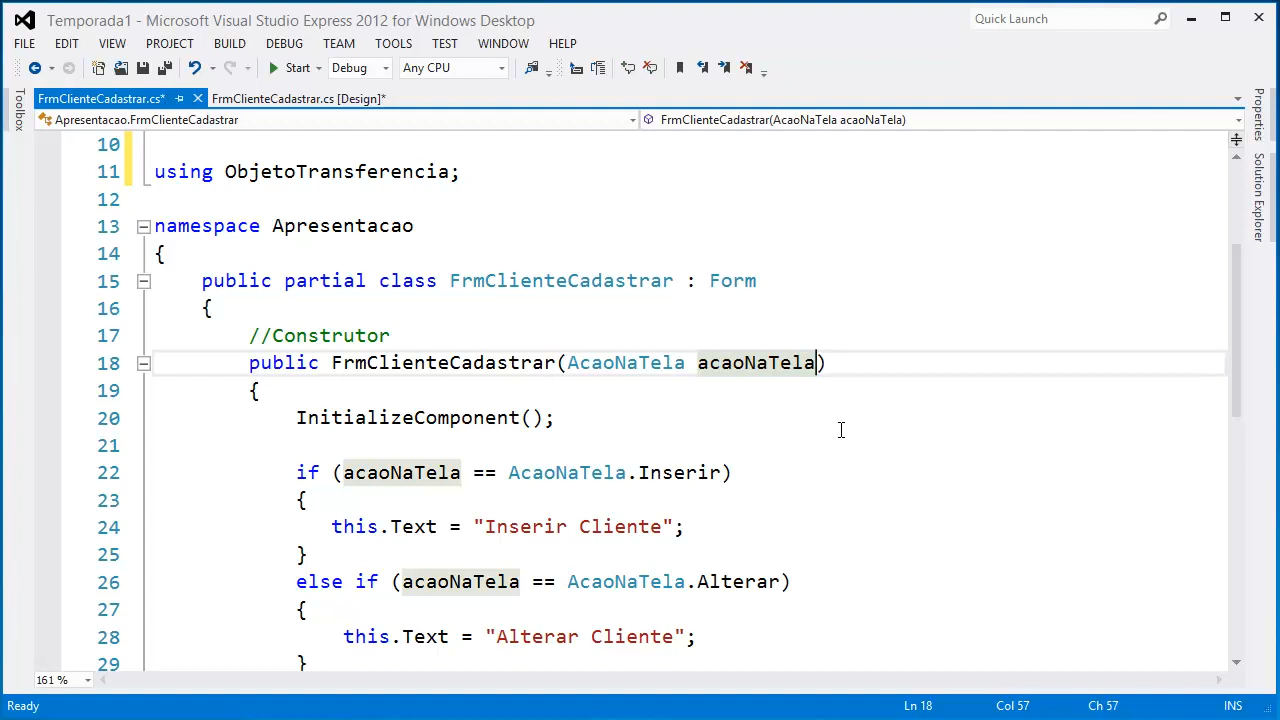 Temporada1 - Microsoft Visual Studio Express 2012 for Windows Desktop
Quick Launch
FILE EDIT VIEW PROJECT BUILD DEBUG TEAM TOOLS TEST WINDOW HELP
Start Debug Any CPU
FrmClienteCadastrar.cs* FrmClienteCadastrar.cs [Design]*
Apresentacao.FrmClienteCadastrar FrmClienteCadastrar(AcaoNaTela acaoNaTela)
Toolbox
Properties
Solution Explorer
10
11 using ObjetoTransferencia;
12
13 namespace Apresentacao
14 {
15 public partial class FrmClienteCadastrar : Form
16 {
17 //Construtor
18 public FrmClienteCadastrar(AcaoNaTela acaoNaTela)
19 {
20 InitializeComponent();
21
22 if (acaoNaTela == AcaoNaTela.Inserir)
23 {
24 this.Text = "Inserir Cliente";
25 }
26 else if (acaoNaTela == AcaoNaTela.Alterar)
27 {
28 this.Text = "Alterar Cliente";
29 }
161 %
Ready Ln 18 Col 57 Ch 57 INS